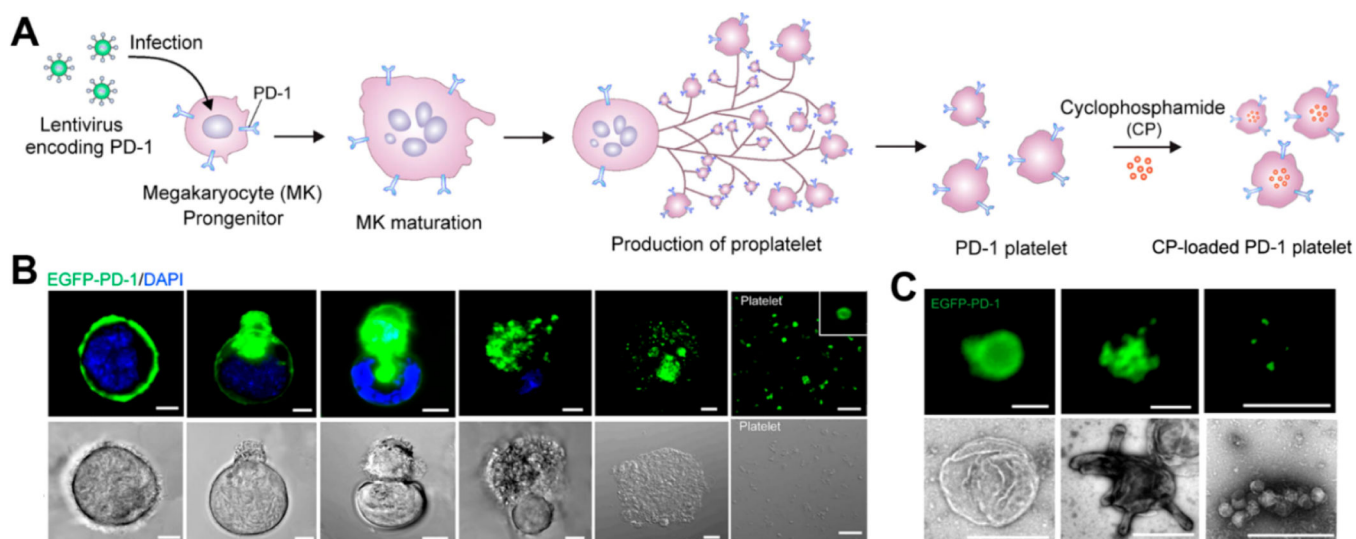 A
Infection
PD-1
Lentivirus
encoding PD-1
Megakaryocyte (MK)
Prongenitor
MK maturation
Production of proplatelet
PD-1 platelet
Cyclophosphamide
(CP)
CP-loaded PD-1 platelet
B
EGFP-PD-1/DAPI
Platelet
Platelet
C
EGFP-PD-1